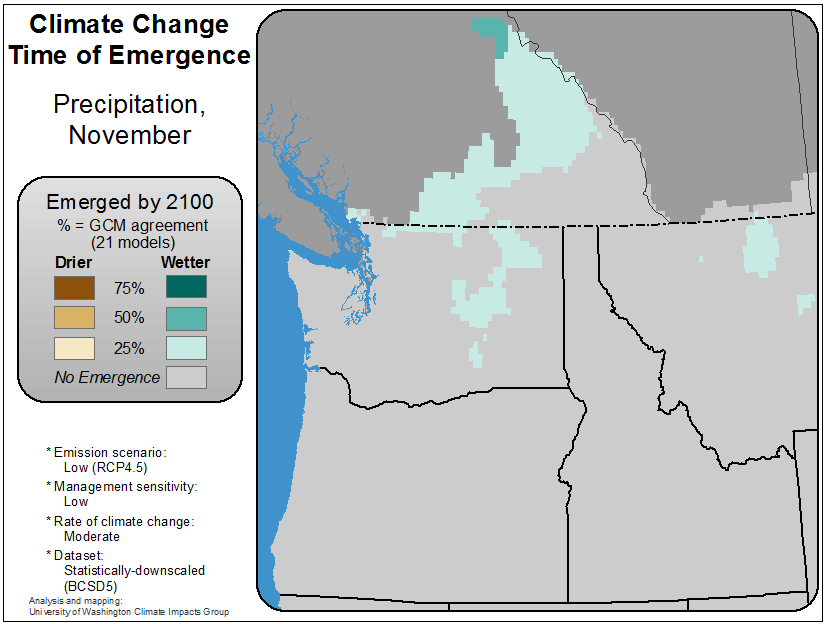 Climate Change
Time of Emergence
Precipitation,
November
Emerged by 2100
% = GCM agreement
(21 models)
Drier Wetter
75%
50%
25%
No Emergence
* Emission scenario:
Low (RCP4.5)
* Management sensitivity:
Low
* Rate of climate change:
Moderate
* Dataset:
Statistically-downscaled
(BCSD5)
Analysis and mapping:
University of Washington Climate Impacts Group